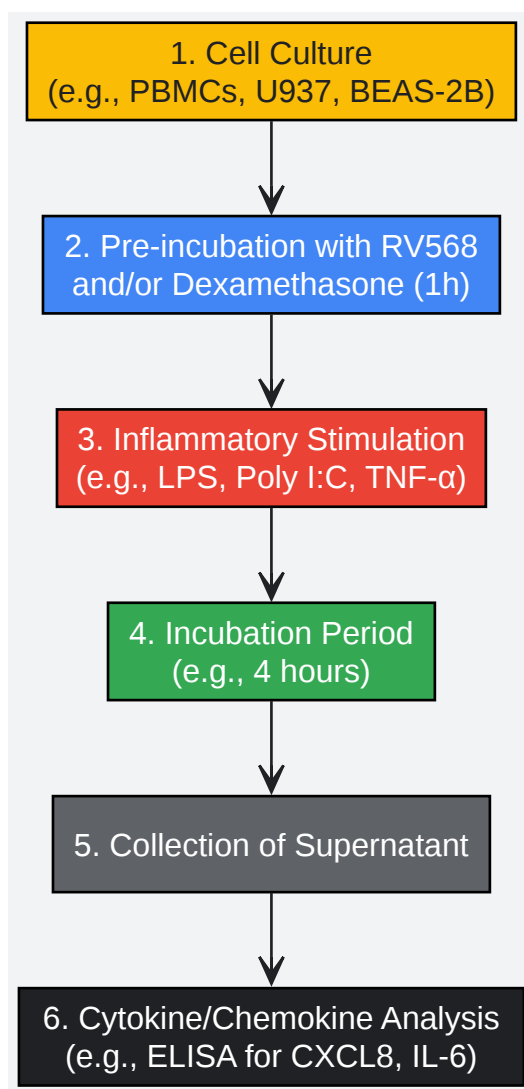 1. Cell Culture
(e.g., PBMCs, U937, BEAS-2B)
2. Pre-incubation with RV568
and/or Dexamethasone (1h)
3. Inflammatory Stimulation
(e.g., LPS, Poly I:C, TNF-α)
4. Incubation Period
(e.g., 4 hours)
5. Collection of Supernatant
6. Cytokine/Chemokine Analysis
(e.g., ELISA for CXCL8, IL-6)